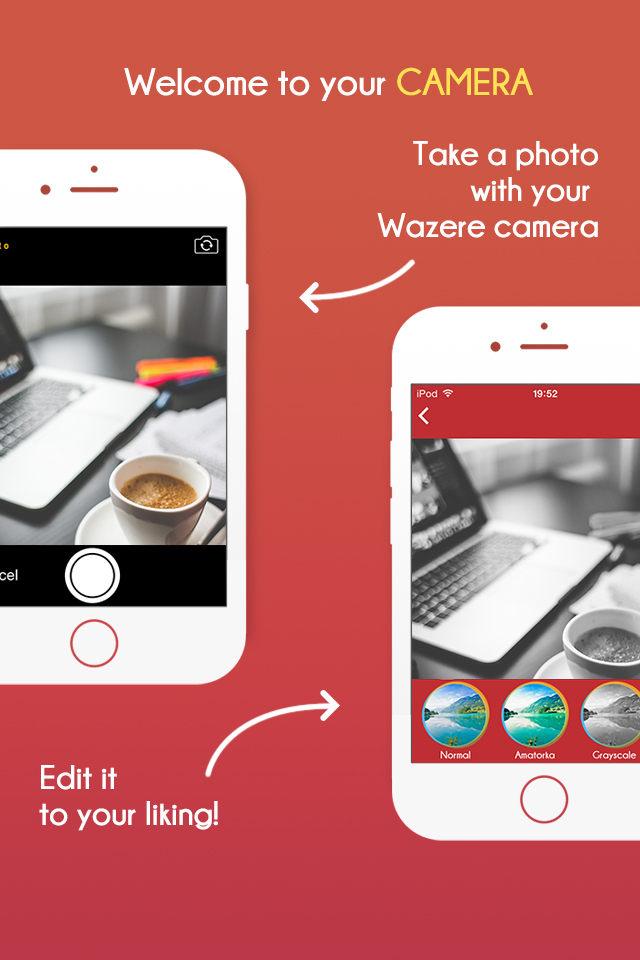 Welcome to your CAMERA
Take a photo
with your
Wazere camera
iPod
19:52
cel
Normal
Amatorka
Grayscale
Edit it
to your liking!